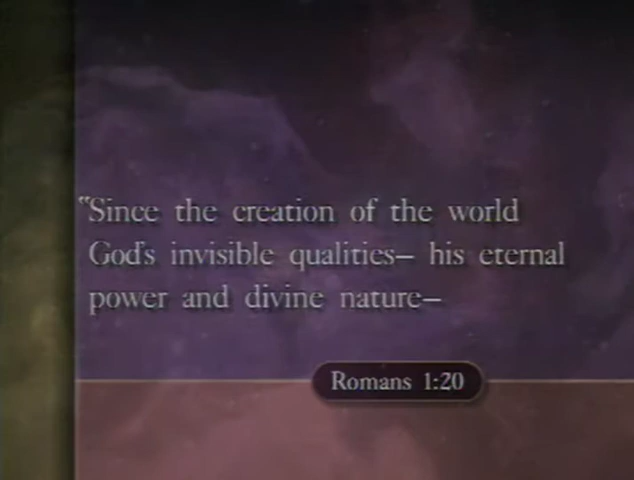 “Since the creation of the world
God's invisible qualities– his eternal
power and divine nature–
Romans 1:20